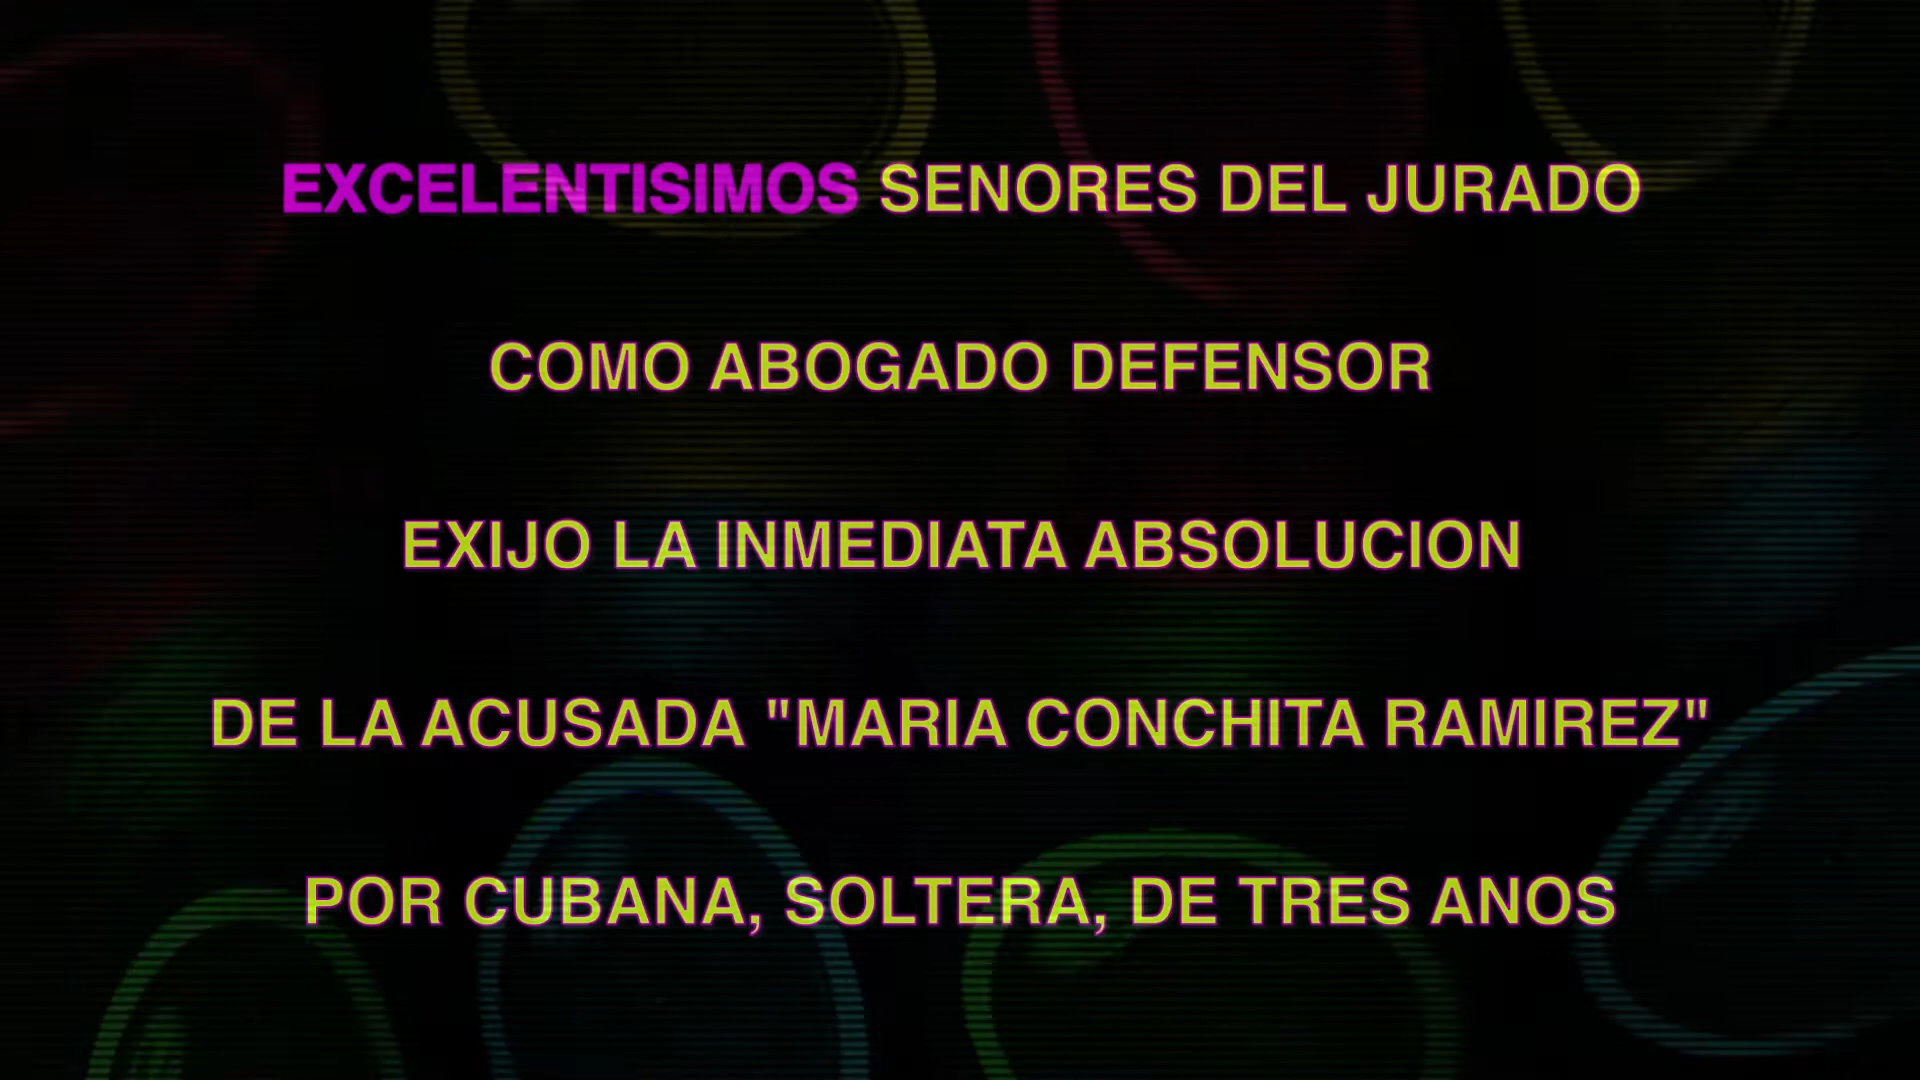 EXCELENTISIMOS SENORES DEL JURADO
COMO ABOGADO DEFENSOR
EXIJO LA INMEDIATA ABSOLUCION
DE LA ACUSADA "MARIA CONCHITA RAMIREZ"
POR CUBANA, SOLTERA, DE TRES ANOS